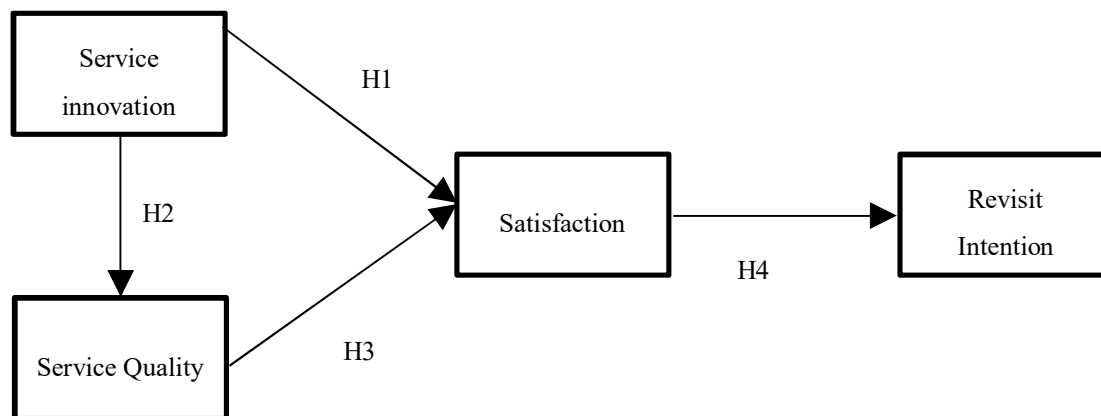 Service
innovation
H1
H2
Satisfaction
Revisit
Intention
H4
H3
Service Quality